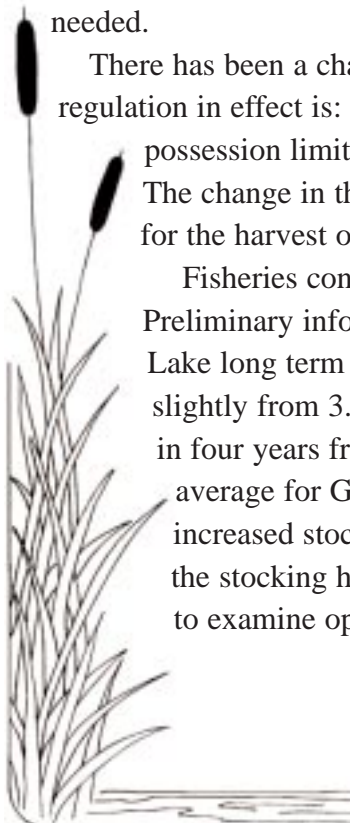 needed.
There has been a cha
regulation in effect is:
possession limit
The change in th
for the harvest o
Fisheries con
Preliminary info
Lake long term
slightly from 3.
in four years fr
average for G
increased stoc
the stocking h
to examine op